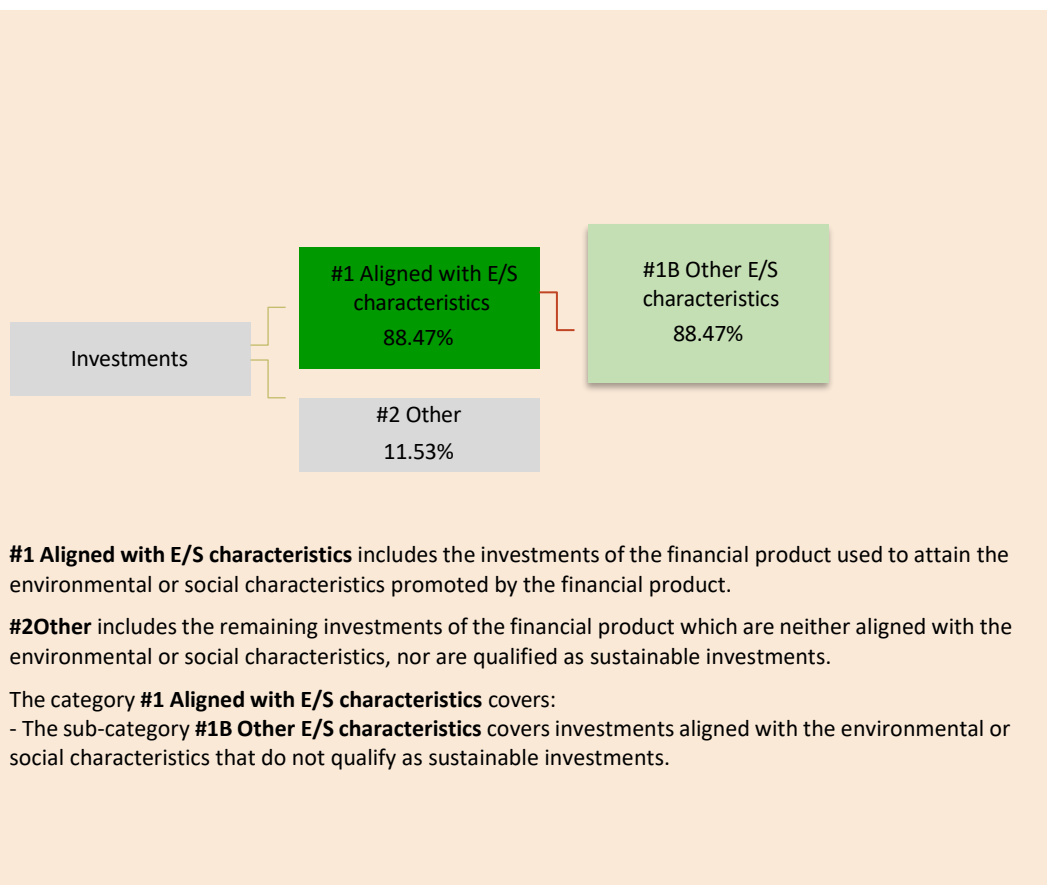 #1 Aligned with E/S
characteristics
88.47%
#1B Other E/S
characteristics
88.47%
Investments
#2 Other
11.53%
#1 Aligned with E/S characteristics includes the investments of the financial product used to attain the
environmental or social characteristics promoted by the financial product.
#2Other includes the remaining investments of the financial product which are neither aligned with the
environmental or social characteristics, nor are qualified as sustainable investments.
The category #1 Aligned with E/S characteristics covers:
- The sub-category #1B Other E/S characteristics covers investments aligned with the environmental or
social characteristics that do not qualify as sustainable investments.